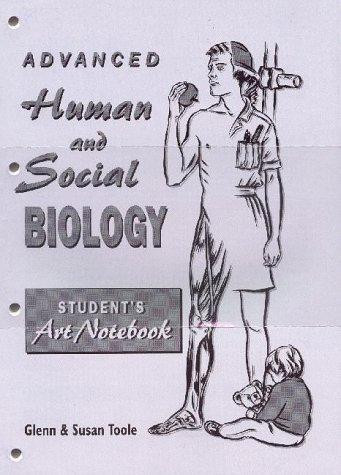 ADVANCED
Human
and
Social
BIOLOGY
STUDENT'S
Art Notebook
Glenn & Susan Toole